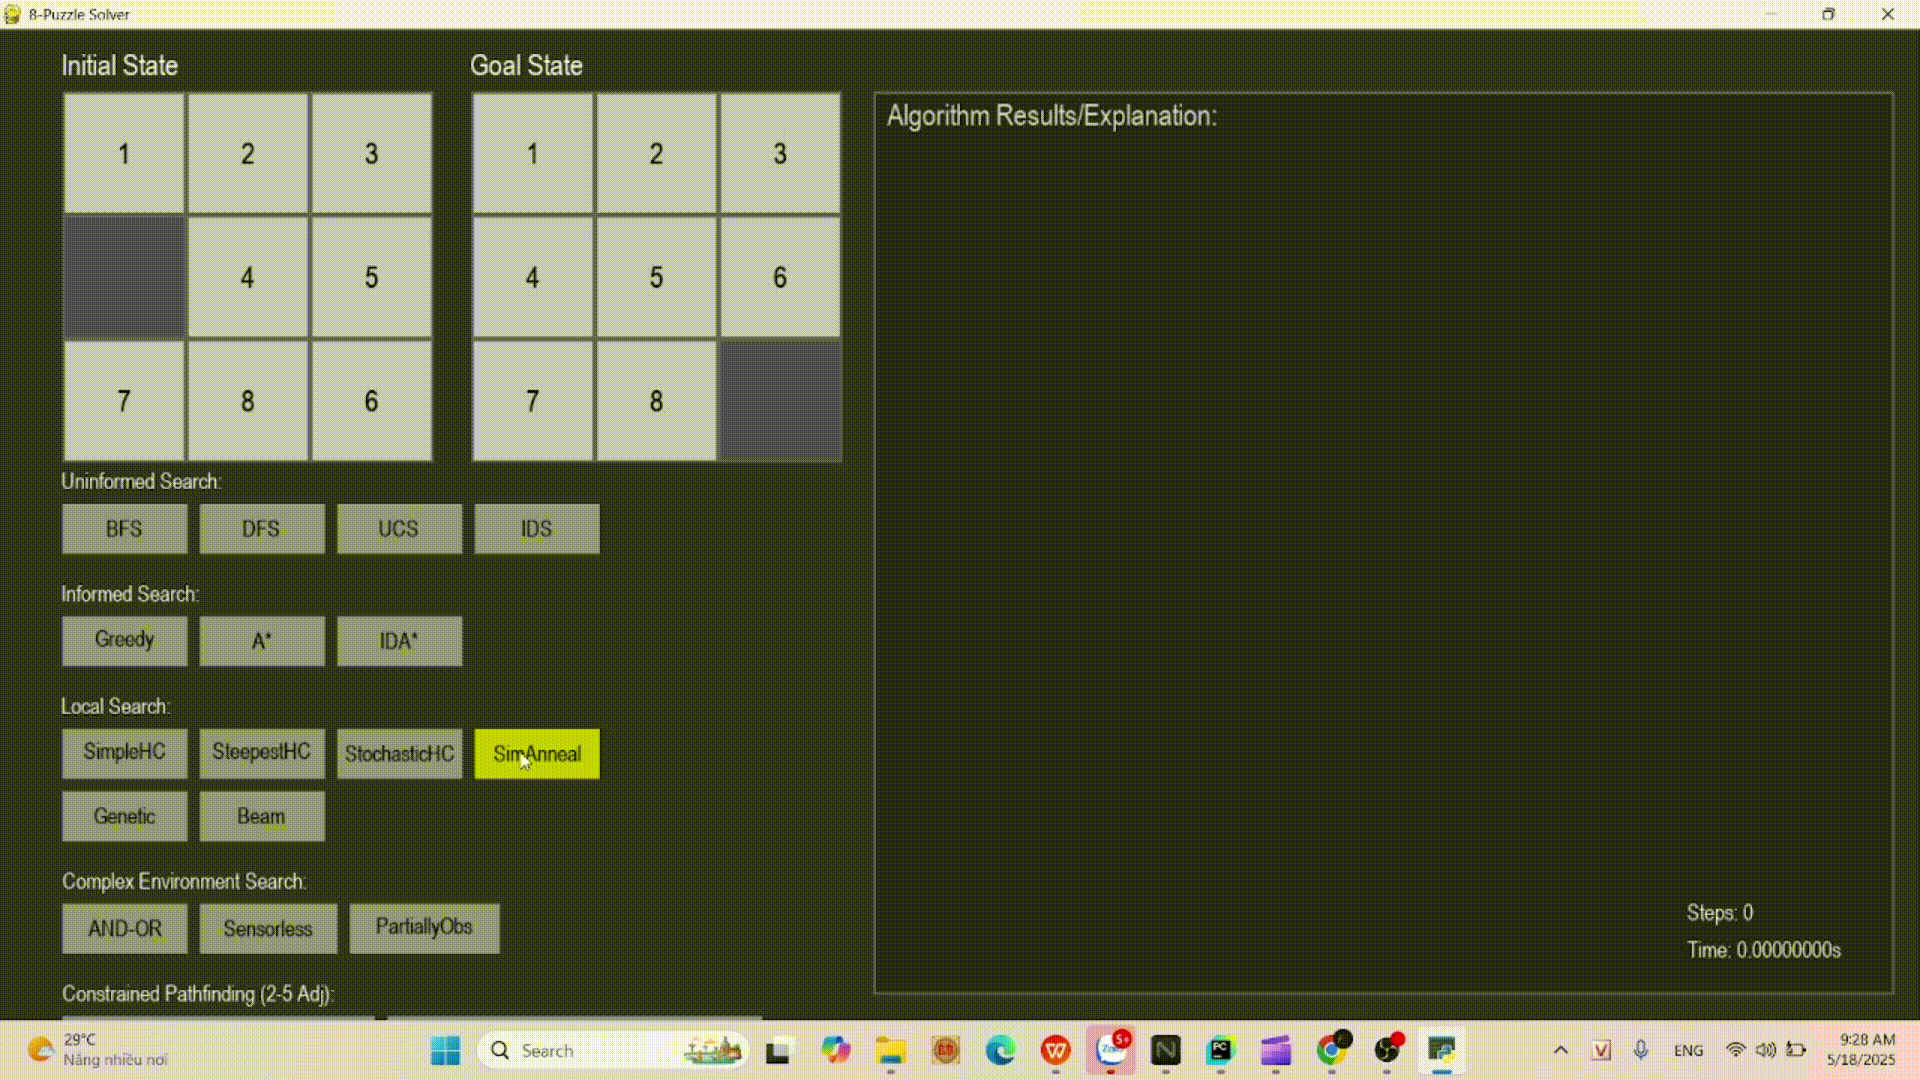 8-Puzzle Solver
Initial State
Goal State
1 2 3
4 5
7 8 6
1 2 3
4 5 6
7 8
Algorithm Results/Explanation:
Steps: 0
Time: 0.00000000s
Uninformed Search:
BFS DFS UCS IDS
Informed Search:
Greedy A* IDA*
Local Search:
SimpleHC SteepestHC StochasticHC SimAnneal
Genetic Beam
Complex Environment Search:
AND-OR Sensorless PartiallyObs
Constrained Pathfinding (2-5 Adj):
29°C
Nắng nhiều nơi
Search
Zalo
5+
PC
ENG
9:28 AM
5/18/2025